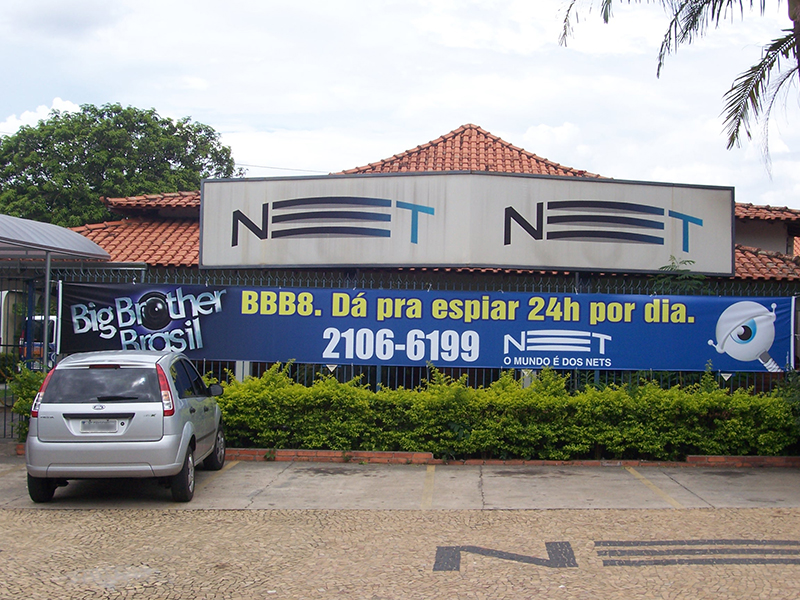 NET NET
Big Brother
Brasil
BBB8. Dá pra espiar 24h por dia.
2106-6199 NET
O MUNDO É DOS NETS